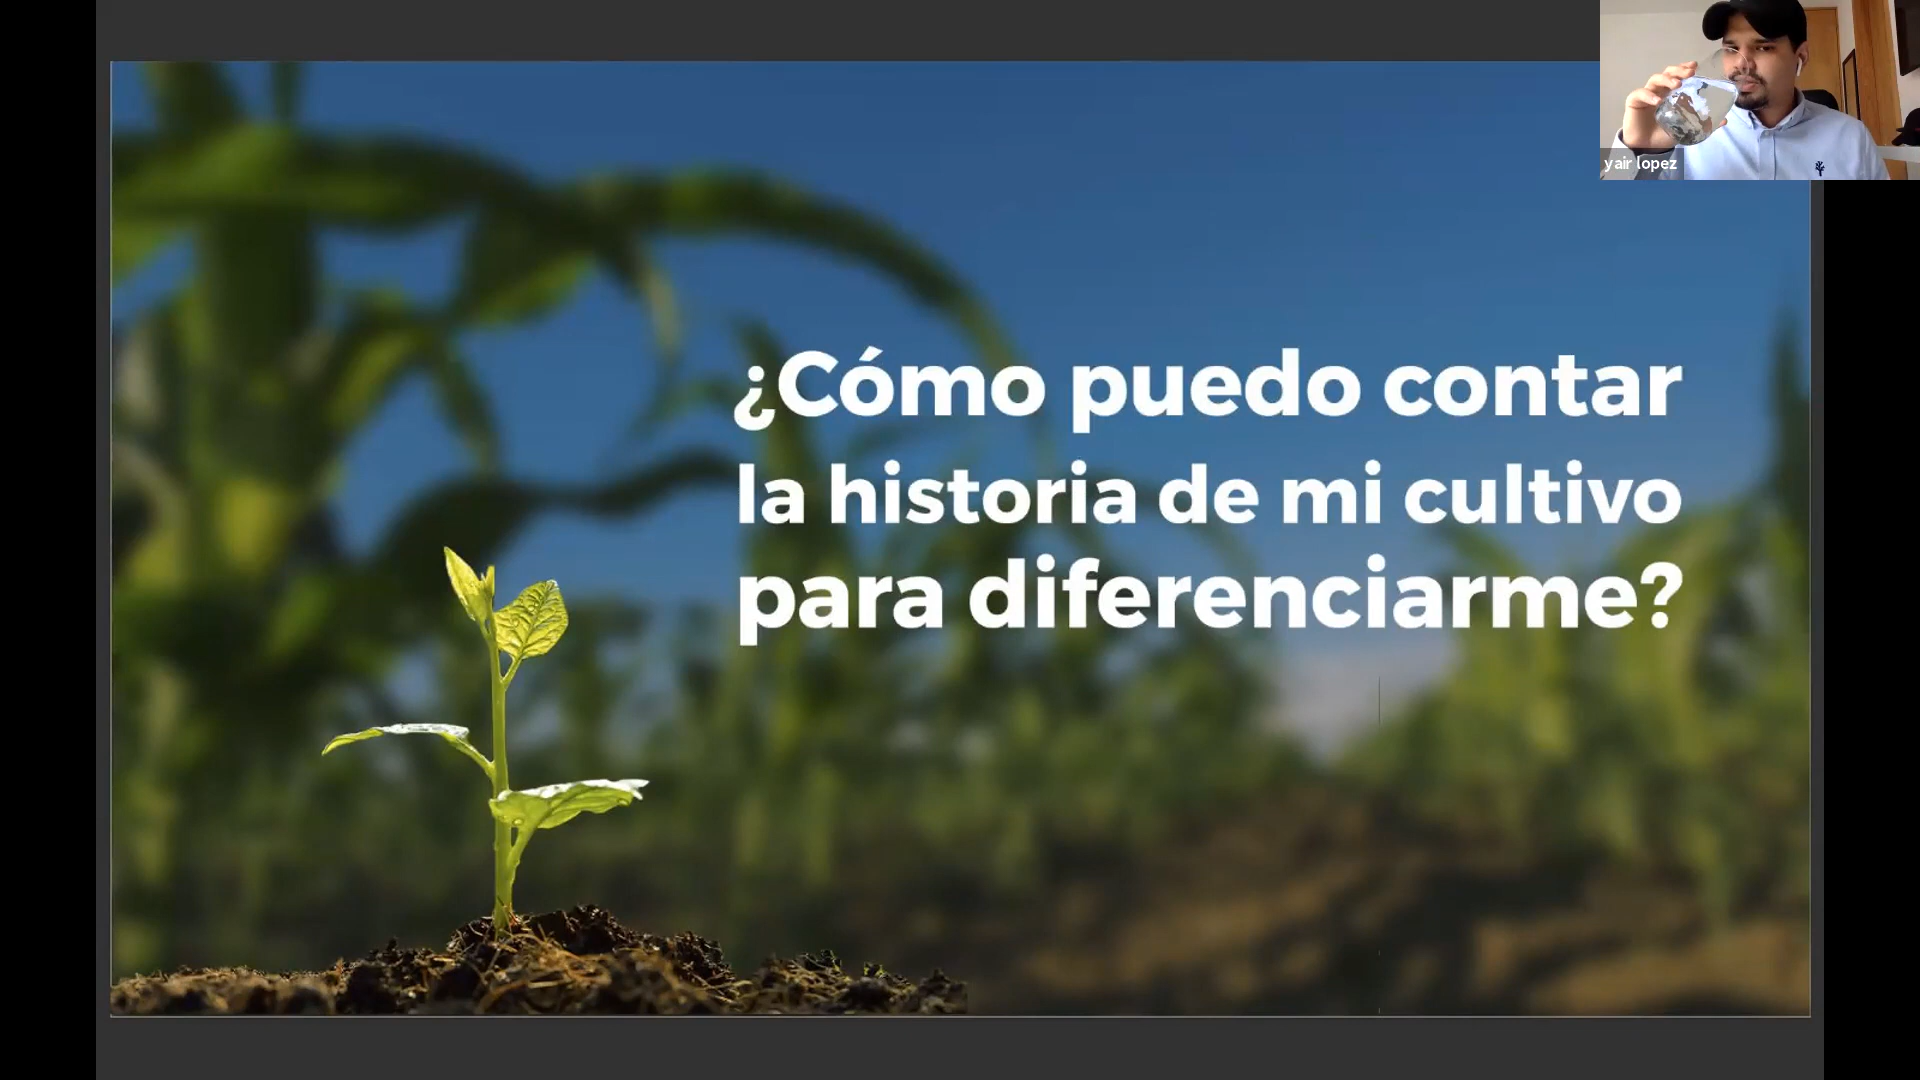 ¿Cómo puedo contar
la historia de mi cultivo
para diferenciarme?
yair lopez